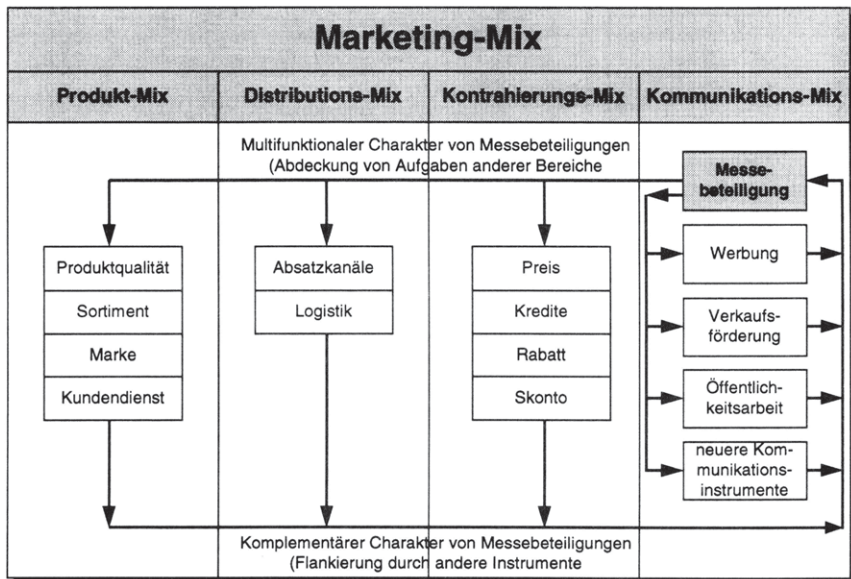 Marketing-Mix
Produkt-Mix
Distributions-Mix
Kontrahierungs-Mix
Kommunikations-Mix
Multifunktionaler Charakter von Messebeteiligungen
(Abdeckung von Aufgaben anderer Bereiche
Messe-
beteiligung
Produktqualität
Sortiment
Marke
Kundendienst
Absatzkanäle
Logistik
Preis
Kredite
Rabatt
Skonto
Werbung
Verkaufs-
förderung
Öffentlich-
keitsarbeit
neuere Kom-
munikations-
instrumente
Komplementärer Charakter von Messebeteiligungen
(Flankierung durch andere Instrumente